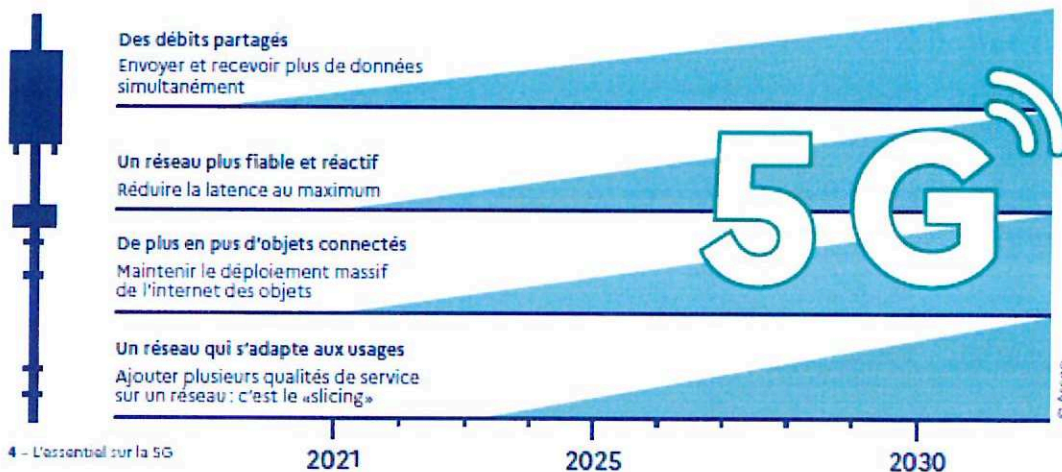 Des débits partagés
Envoyer et recevoir plus de données
simultanément
Un réseau plus fiable et réactif
Réduire la latence au maximum
De plus en pus d'objets connectés
Maintenir le déploiement massif
de l'internet des objets
Un réseau qui s'adapte aux usages
Ajouter plusieurs qualités de service
sur un réseau : c'est le «slicing»
5G
4 - L'essentiel sur la 5G
2021
2025
2030